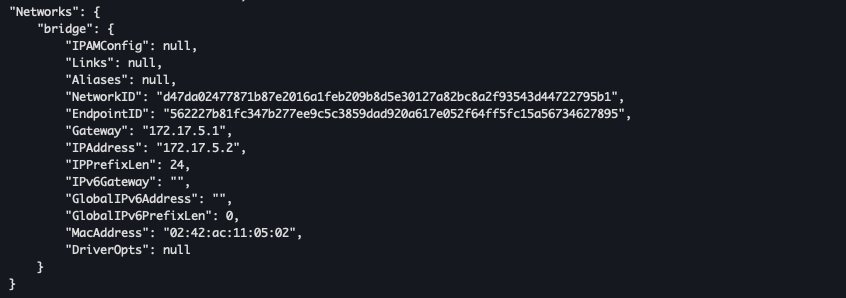 "Networks": {
"bridge": {
"IPAMConfig": null,
"Links": null,
"Aliases": null,
"NetworkID": "d47da02477871b87e2016a1feb209b8d5e30127a82bc8a2f93543d44722795b1",
"EndpointID": "562227b81fc347b277ee9c5c3859dad920a617e052f64ff5fc15a56734627895",
"Gateway": "172.17.5.1",
"IPAddress": "172.17.5.2",
"IPPrefixLen": 24,
"IPv6Gateway": "",
"GlobalIPv6Address": "",
"GlobalIPv6PrefixLen": 0,
"MacAddress": "02:42:ac:11:05:02",
"DriverOpts": null
}
}